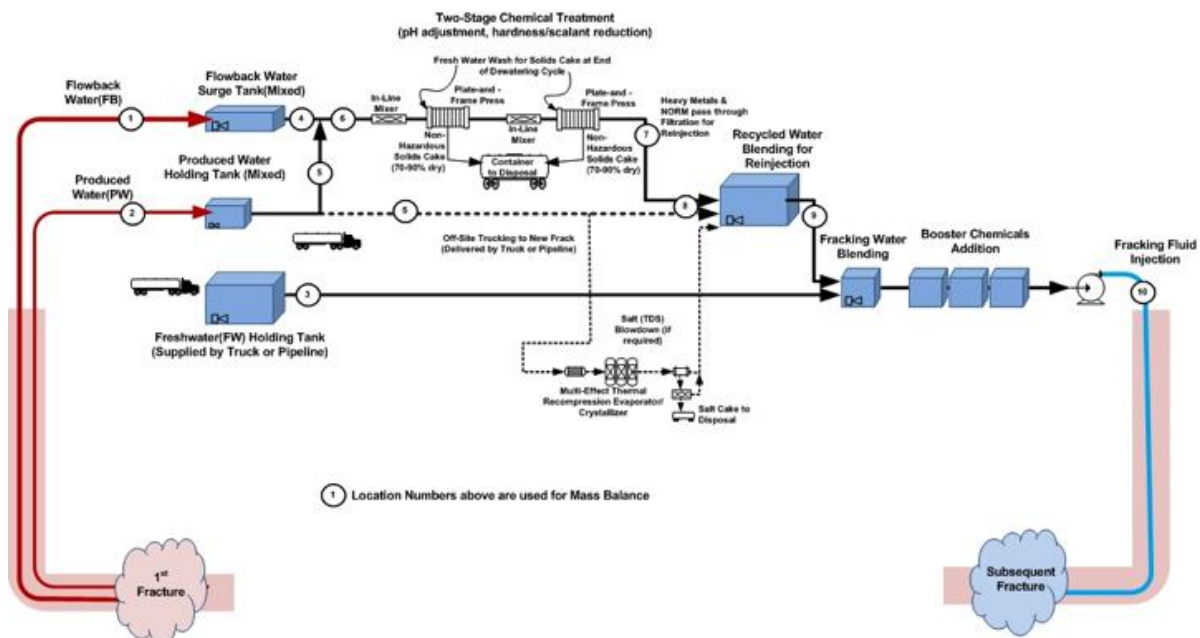 Two-Stage Chemical Treatment
(pH adjustment, hardness/scalant reduction)
Fresh Water Wash for Solids Cake at End
of Dewatering Cycle
Flowback
Water(FB)
Flowback Water
Surge Tank(Mixed)
In-Line
Mixer
Plate-and -
Frame Press
Plate-and -
Frame Press
Heavy Metals &
NORM pass through
Filtration for
Reinjection
1
4
6
7
In-Line
Mixer
Non-
Hazardous
Solids Cake
(70-90% dry)
Non-
Hazardous
Solids Cake
(70-90% dry)
Container
to Disposal
Recycled Water
Blending for
Reinjection
Produced Water
Holding Tank (Mixed)
5
Produced
Water(PW)
2
5
8
9
Off-Site Trucking to New Frack
(Delivered by Truck or Pipeline)
Fracking Water
Blending
Booster Chemicals
Addition
Fracking Fluid
Injection
3
10
Freshwater(FW) Holding Tank
(Supplied by Truck or Pipeline)
Salt (TDS)
Blowdown (if
required)
Multi-Effect Thermal
Recompression Evaporator/
Crystallizer
Salt Cake to
Disposal
1 Location Numbers above are used for Mass Balance
1st
Fracture
Subsequent
Fracture